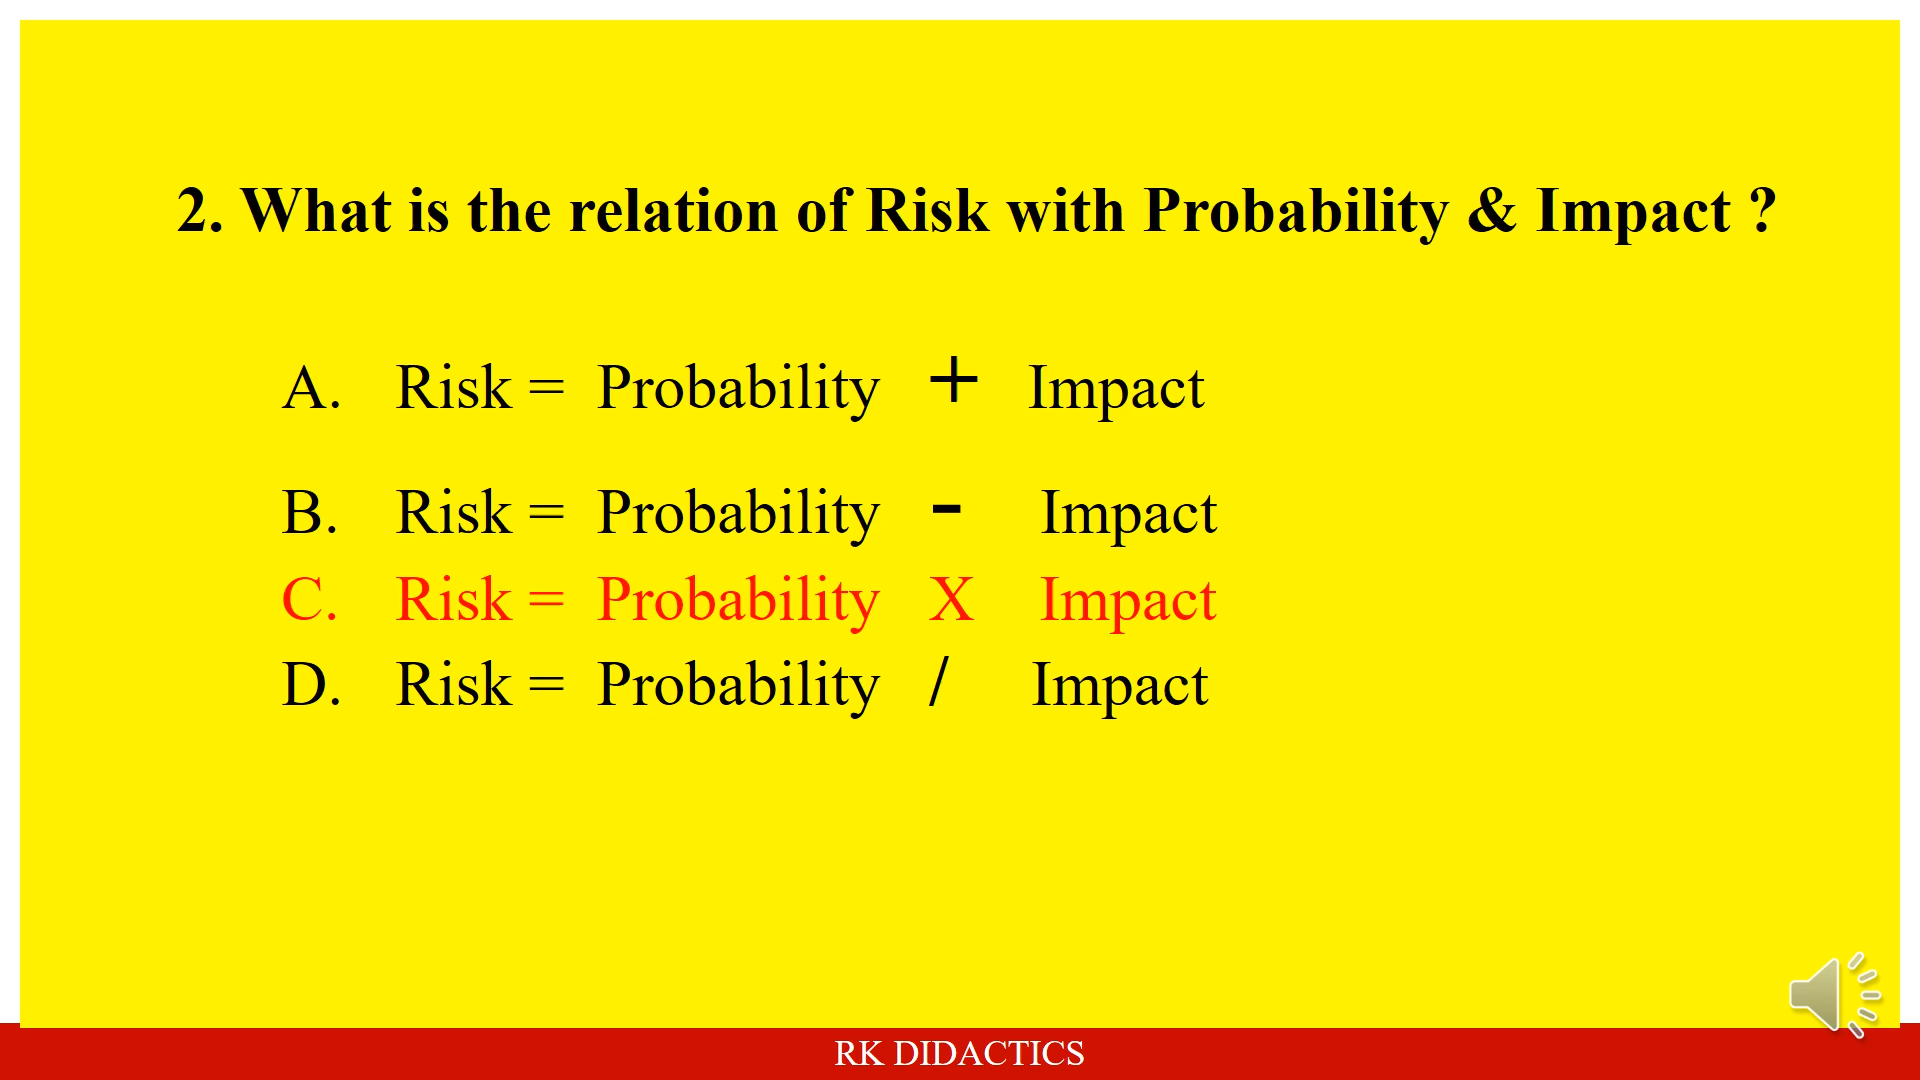 2. What is the relation of Risk with Probability & Impact ?
A. Risk = Probability + Impact
B. Risk = Probability - Impact
C. Risk = Probability X Impact
D. Risk = Probability / Impact
RK DIDACTICS